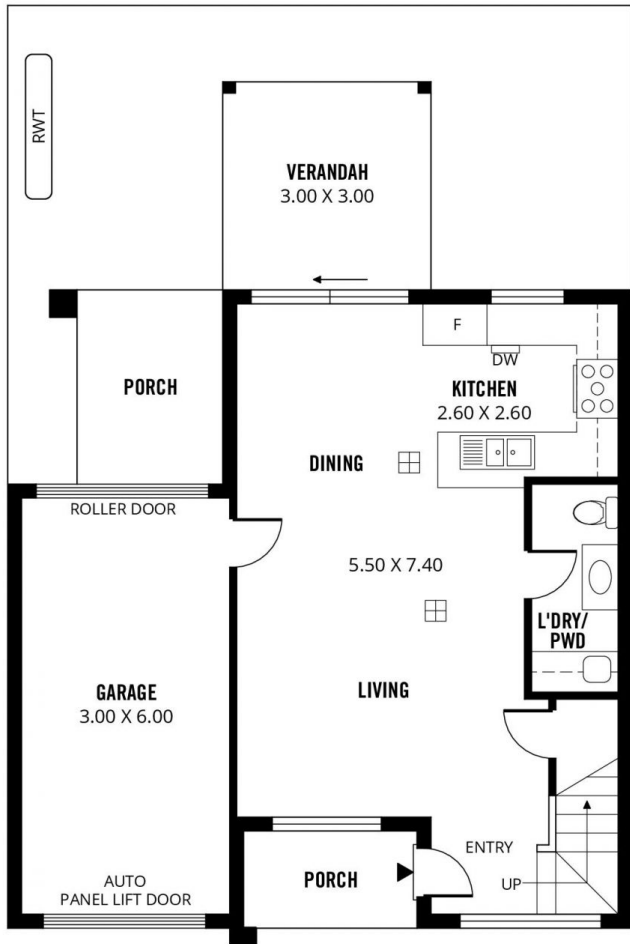 RWT
VERANDAH
3.00 X 3.00
F
DW
PORCH
KITCHEN
2.60 X 2.60
DINING
ROLLER DOOR
5.50 X 7.40
L'DRY/
PWD
GARAGE
3.00 X 6.00
LIVING
ENTRY
PORCH
UP
AUTO
PANEL LIFT DOOR